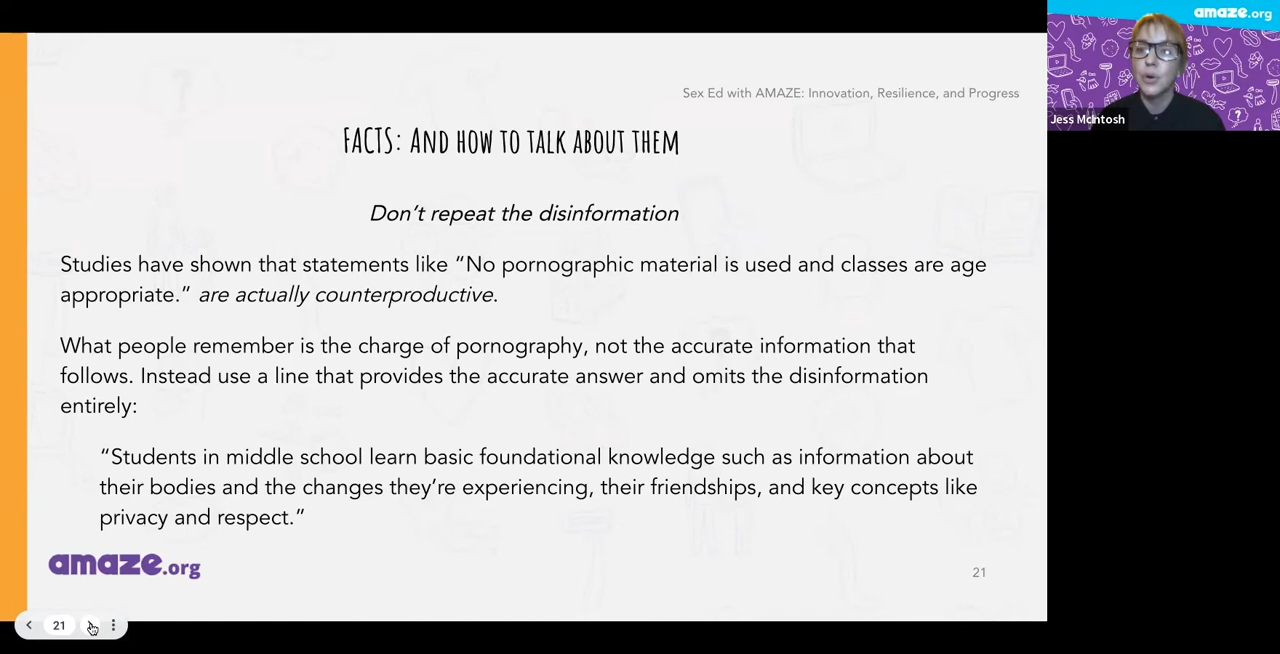 amaze.org
Jess McIntosh
Sex Ed with AMAZE: Innovation, Resilience, and Progress
FACTS: AND HOW TO TALK ABOUT THEM
Don't repeat the disinformation
Studies have shown that statements like “No pornographic material is used and classes are age
appropriate.” are actually counterproductive.
What people remember is the charge of pornography, not the accurate information that
follows. Instead use a line that provides the accurate answer and omits the disinformation
entirely:
“Students in middle school learn basic foundational knowledge such as information about
their bodies and the changes they're experiencing, their friendships, and key concepts like
privacy and respect.”
amaze.org
21
21